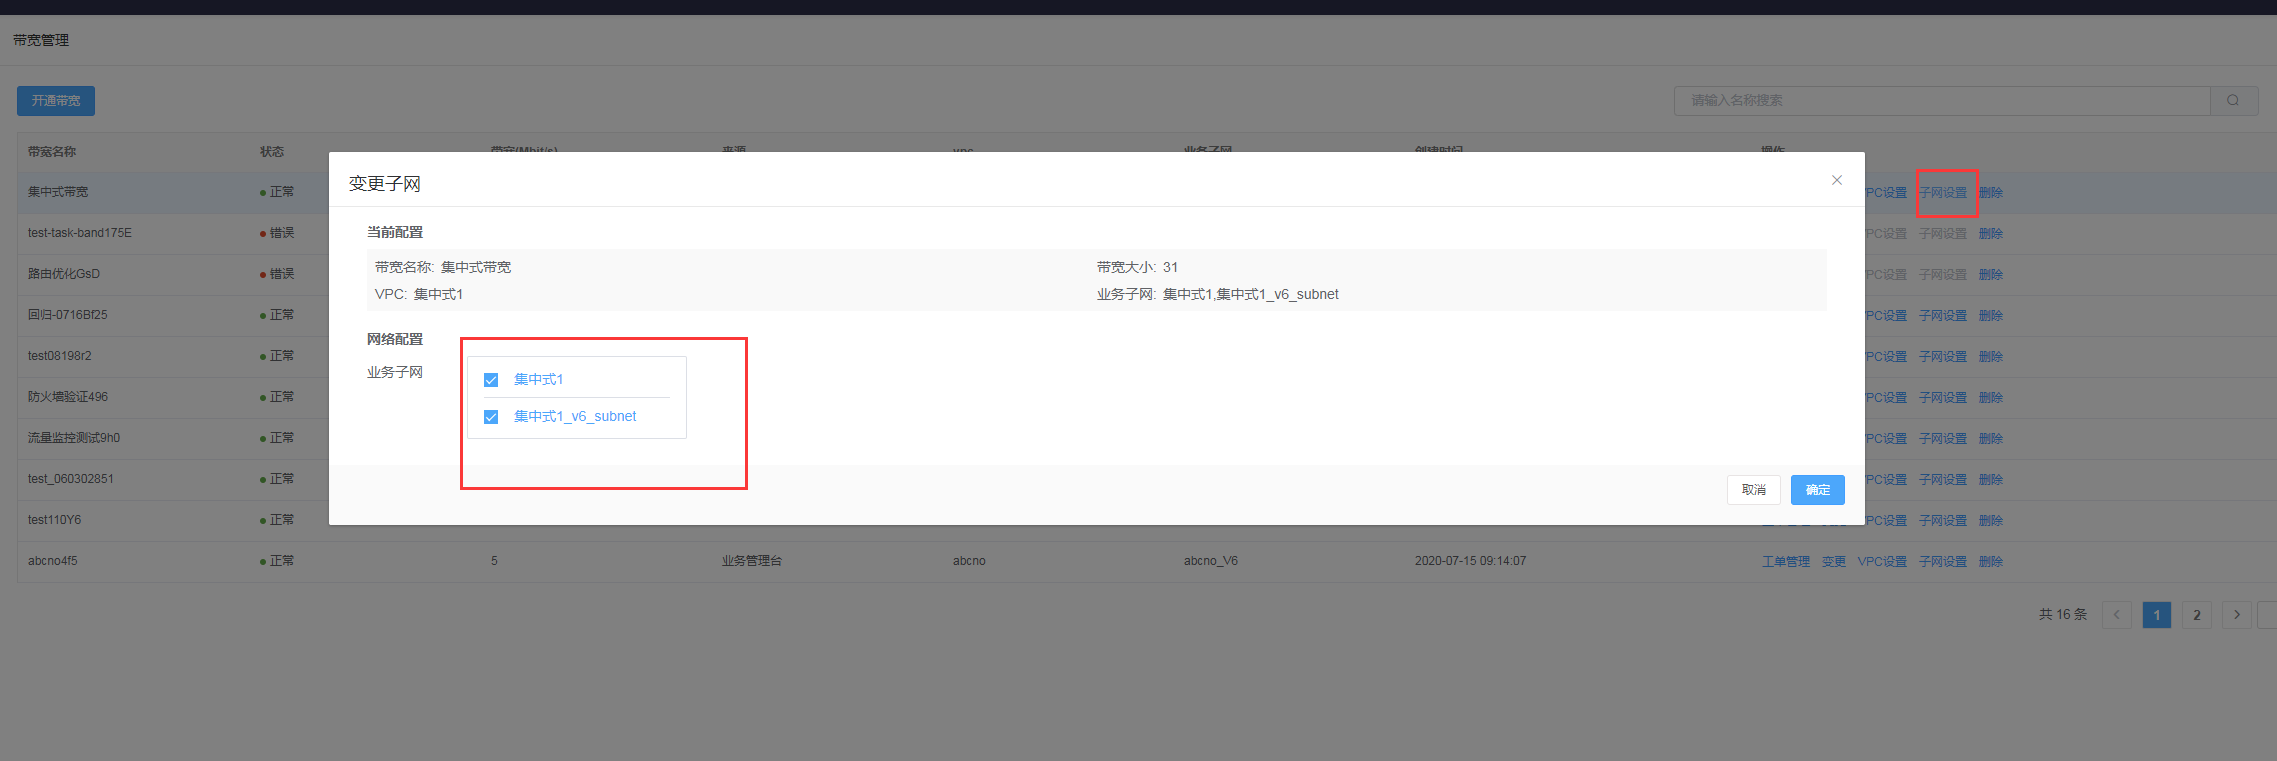 带宽管理
开通带宽 请输入名称搜索
带宽名称 状态 带宽(Mbit/s) 来源 vpc 业务子网 创建时间 操作
集中式带宽 正常 VPC设置 子网设置 删除
test-task-band175E 错误 VPC设置 子网设置 删除
路由优化GsD 错误 VPC设置 子网设置 删除
回归-0716Bf25 正常 VPC设置 子网设置 删除
test08198r2 正常 VPC设置 子网设置 删除
防火墙验证496 正常 VPC设置 子网设置 删除
流量监控测试9h0 正常 VPC设置 子网设置 删除
test_060302851 正常 VPC设置 子网设置 删除
test110Y6 正常 VPC设置 子网设置 删除
abcno4f5 正常 5 业务管理台 abcno abcno_V6 2020-07-15 09:14:07 工单管理 变更 VPC设置 子网设置 删除
共 16 条 1 2
变更子网
当前配置
带宽名称: 集中式带宽 带宽大小: 31
VPC: 集中式1 业务子网: 集中式1,集中式1_v6_subnet
网络配置
业务子网
集中式1
集中式1_v6_subnet
取消 确定